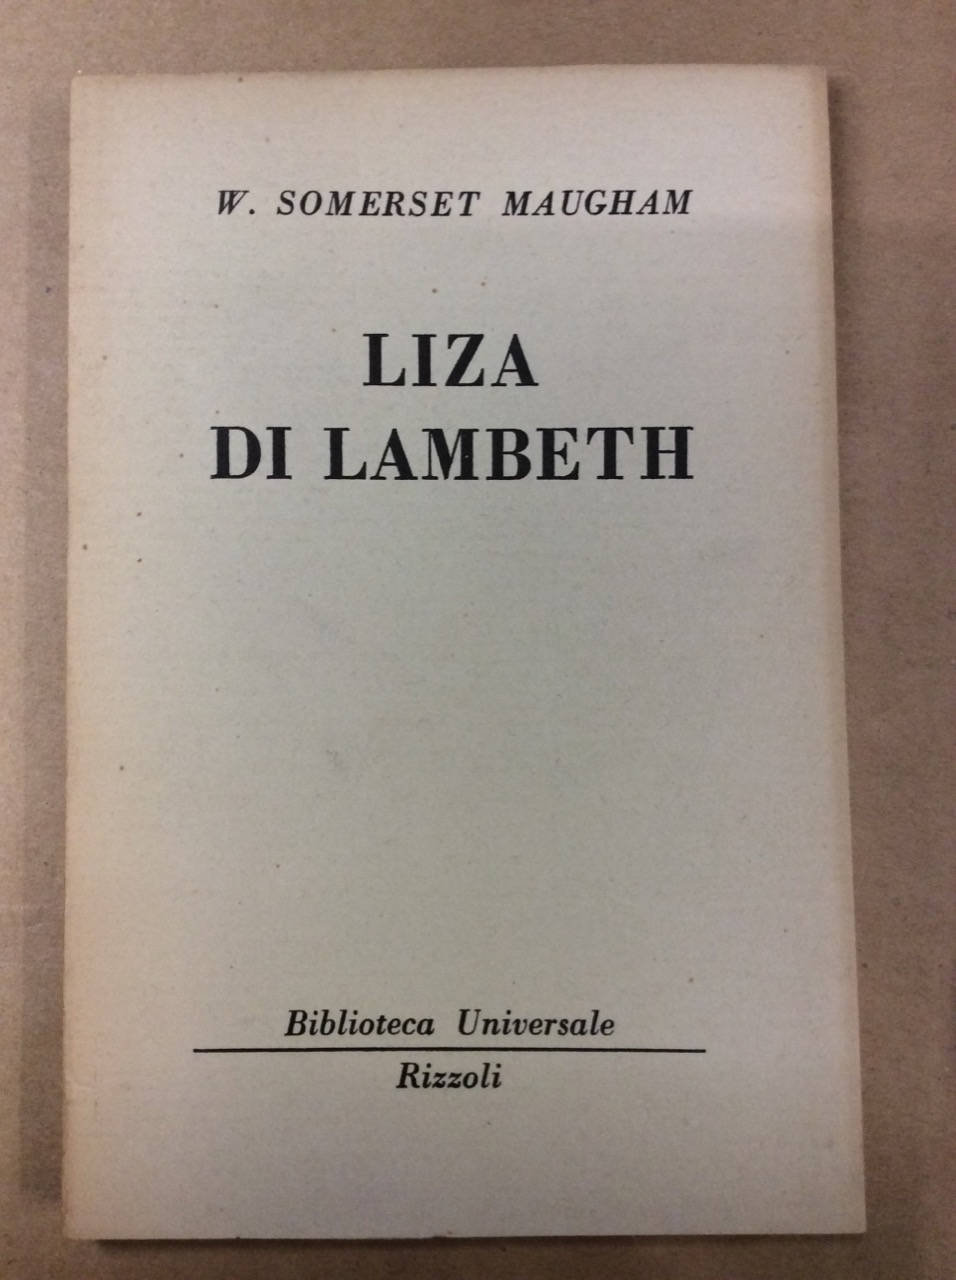 W. SOMERSET MAUGHAM
LIZA
DI LAMBETH
Biblioteca Universale
Rizzoli